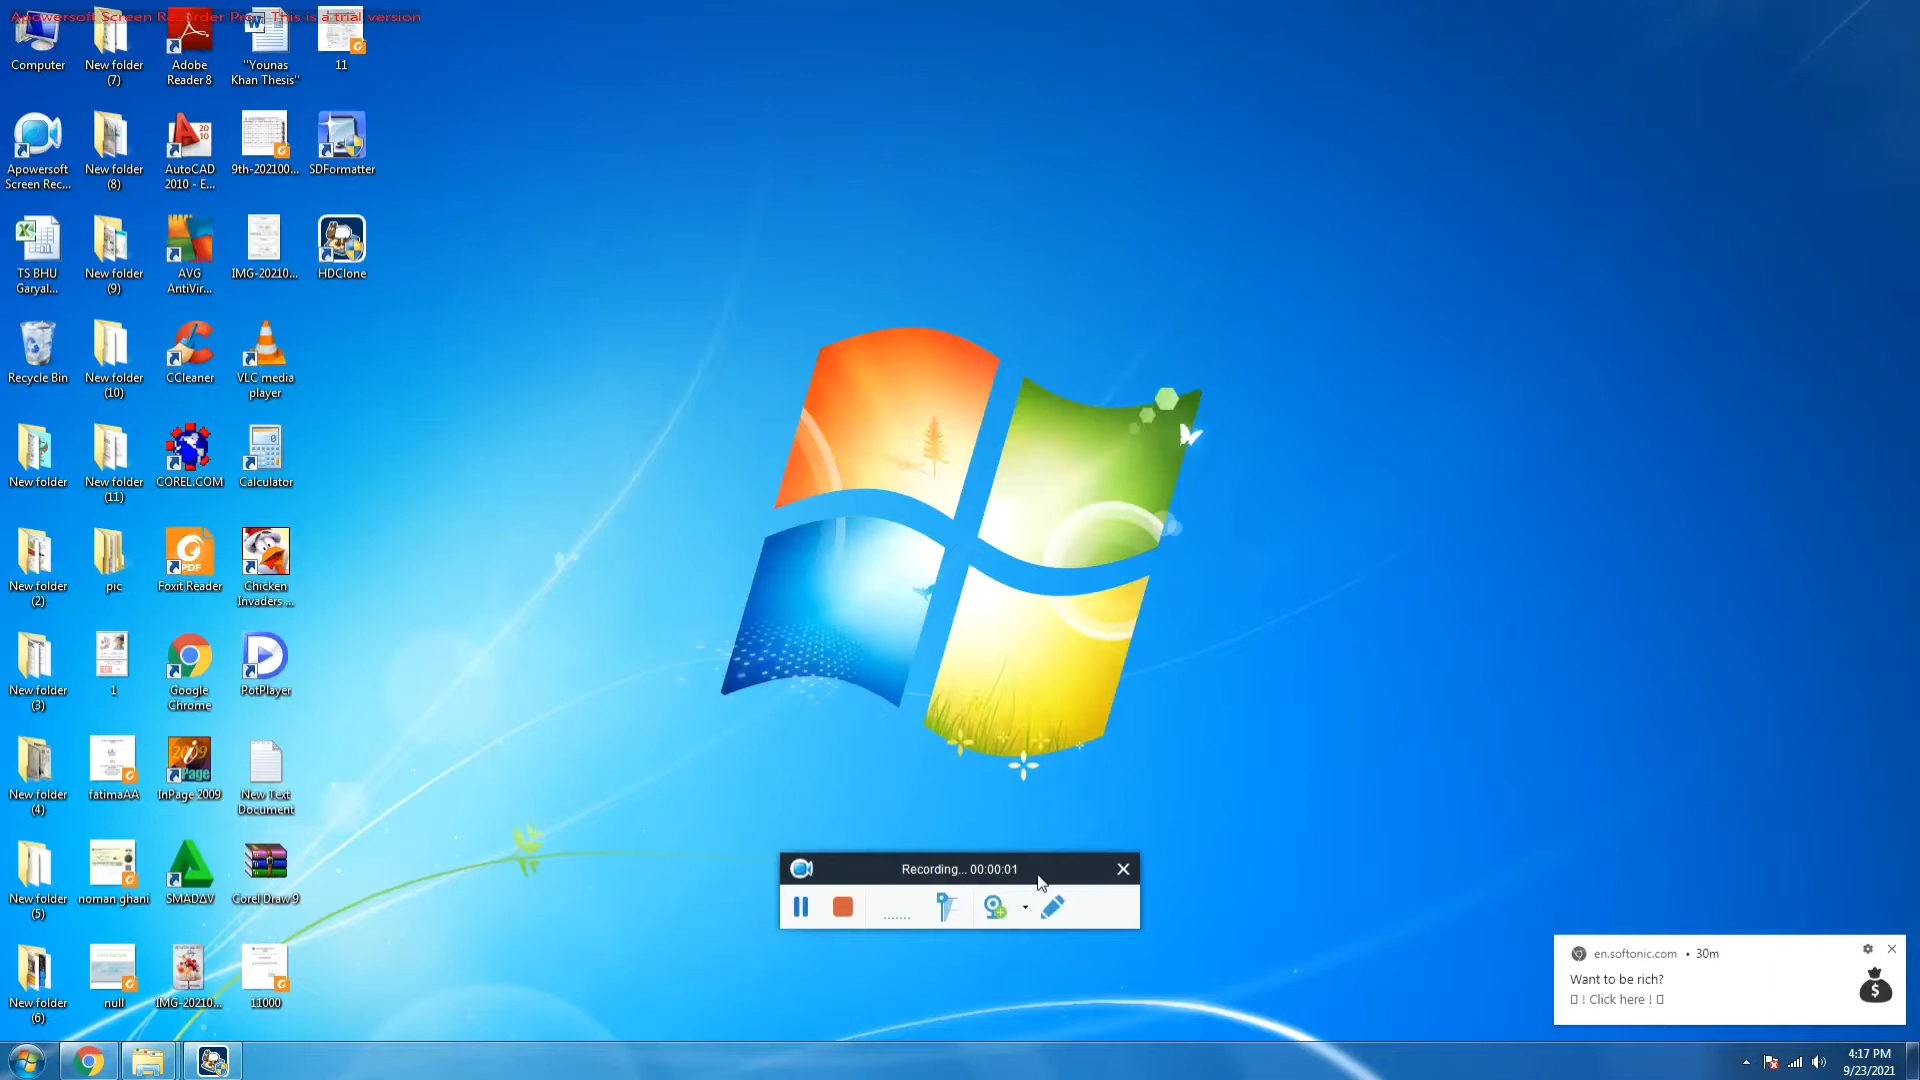 Apowersoft Screen Recorder Pro - This is a trial version
Computer
New folder
(7)
Adobe
Reader 8
"Younas
Khan Thesis"
11
Apowersoft
Screen Rec...
New folder
(8)
AutoCAD
2010 - E...
9th-202100...
SDFormatter
TS BHU
Garyal...
New folder
(9)
AVG
AntiVir...
IMG-20210...
HDClone
Recycle Bin
New folder
(10)
CCleaner
VLC media
player
New folder
New folder
(11)
COREL.COM
Calculator
New folder
(2)
pic
Foxit Reader
Chicken
Invaders ...
New folder
(3)
1
Google
Chrome
PotPlayer
New folder
(4)
fatimaAA
InPage 2009
New Text
Document
New folder
(5)
noman ghani
SMADΔV
Corel Draw 9
New folder
(6)
null
IMG-20210...
11000
Recording... 00:00:01
en.softonic.com • 30m
Want to be rich?
! Click here !
4:17 PM
9/23/2021